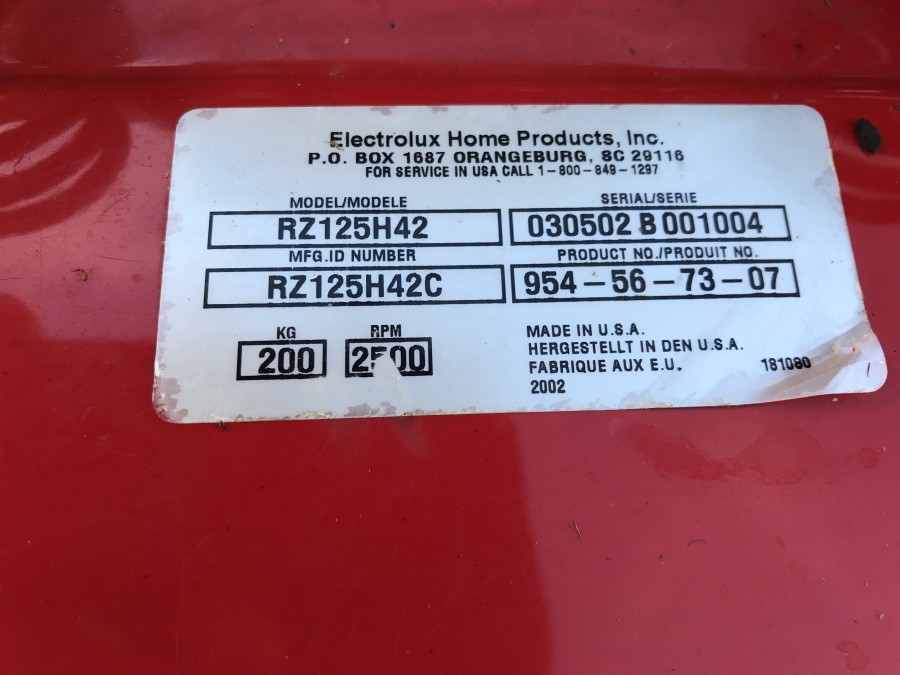 Electrolux Home Products, Inc.
P.O. BOX 1687 ORANGEBURG, SC 29116
FOR SERVICE IN USA CALL 1-800-849-1297
MODEL/MODELE
SERIAL/SERIE
RZ125H42
030502 B 001004
MFG.ID NUMBER
PRODUCT NO./PRODUIT NO.
RZ125H42C
954-56-73-07
KG
RPM
200
2500
MADE IN U.S.A.
HERGESTELLT IN DEN U.S.A.
FABRIQUE AUX E.U.
181080
2002